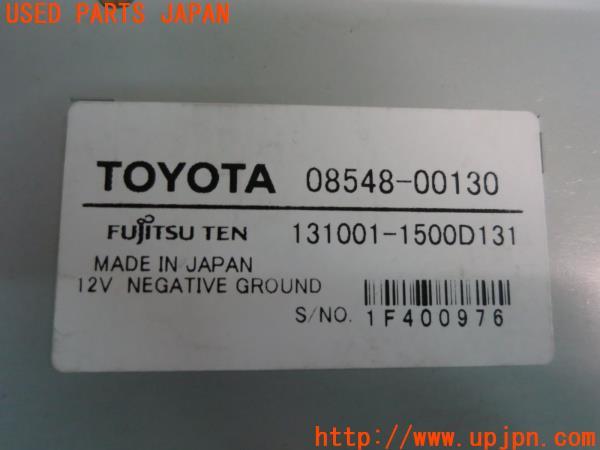 USED PARTS JAPAN
TOYOTA 08548-00130
FUJITSU TEN 131001-1500D131
MADE IN JAPAN
12V NEGATIVE GROUND
S/NO. 1F400976
UPJ
http://www.upjpn.com/